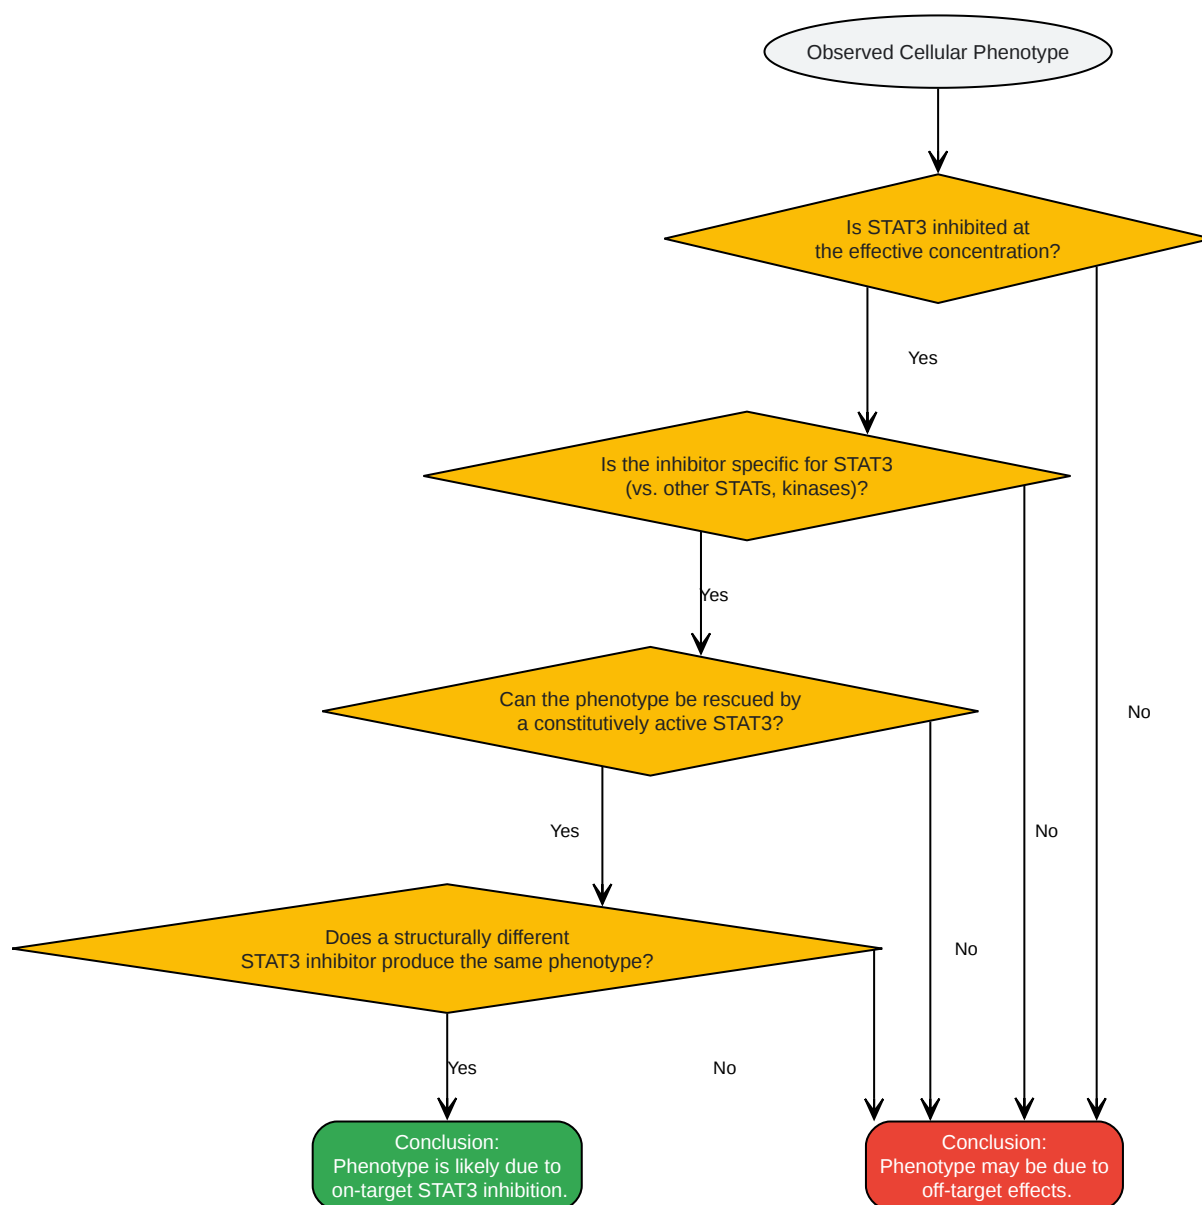 Observed Cellular Phenotype
Is STAT3 inhibited at
the effective concentration?
Yes
Is the inhibitor specific for STAT3
(vs. other STATs, kinases)?
Yes
Can the phenotype be rescued by
a constitutively active STAT3?
No
Yes
No
Does a structurally different
STAT3 inhibitor produce the same phenotype?
No
Yes
No
Conclusion:
Phenotype is likely due to
on-target STAT3 inhibition.
Conclusion:
Phenotype may be due to
off-target effects.